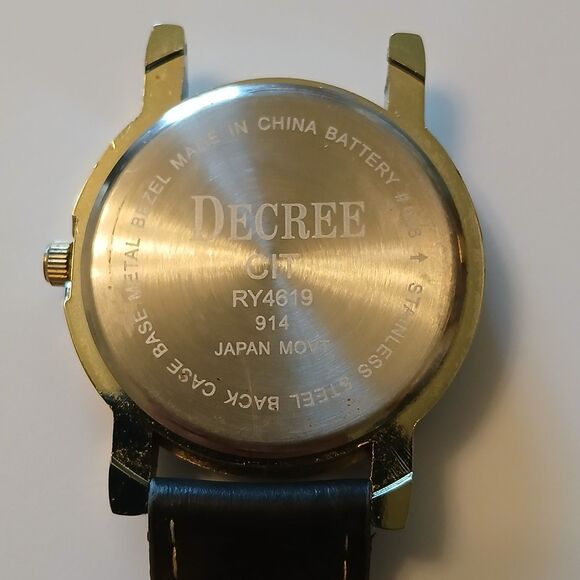 DECREE
CIT
RY4619
914
JAPAN MOVT
STAINLESS STEEL BACK CASE BASE METAL BEZEL MADE IN CHINA BATTERY